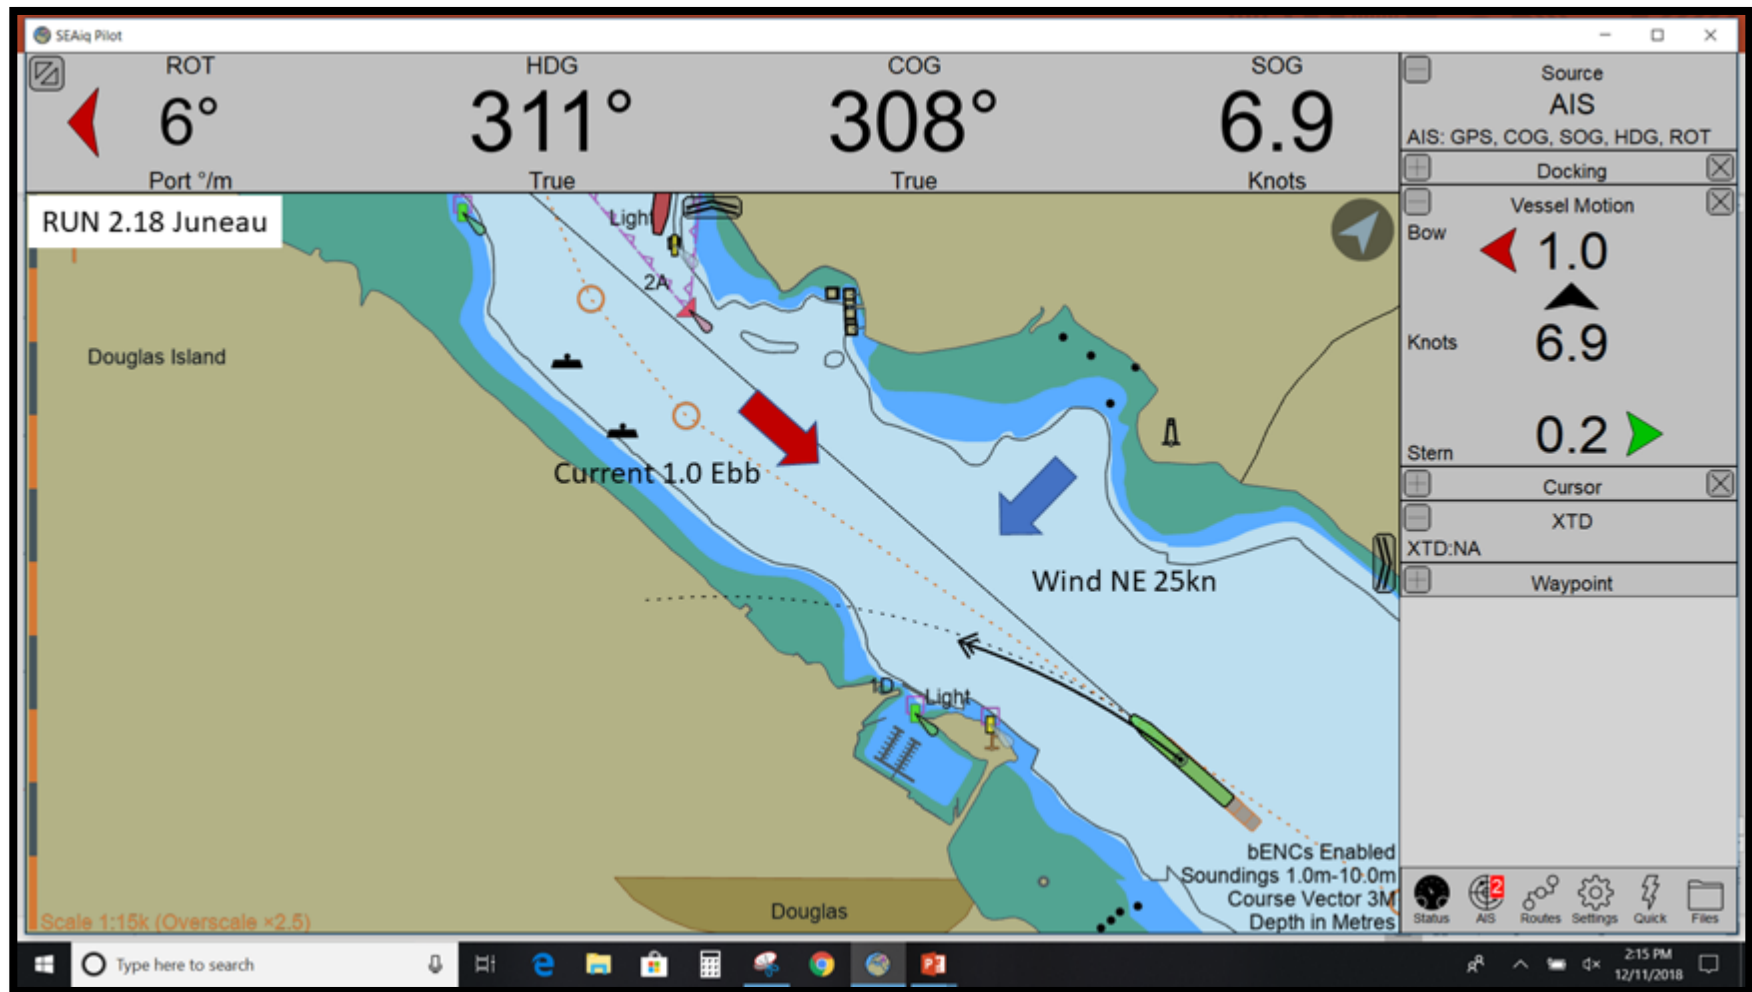 SEAiq Pilot
ROT
HDG
COG
SOG
6°
311°
308°
6.9
Port °/m
True
True
Knots
Source
AIS
AIS: GPS, COG, SOG, HDG, ROT
Docking
Vessel Motion
Bow
1.0
Knots
6.9
Stern
0.2
Cursor
XTD
XTD:NA
Waypoint
RUN 2.18 Juneau
Light
2A
Douglas Island
Current 1.0 Ebb
Wind NE 25kn
1D
Light
Douglas
bENCs Enabled
Soundings 1.0m-10.0m
Course Vector 3M
Depth in Metres
Scale 1:15k (Overscale ×2.5)
Status
2
AIS
Routes
Settings
Quick
Files
Type here to search
2:15 PM
12/11/2018